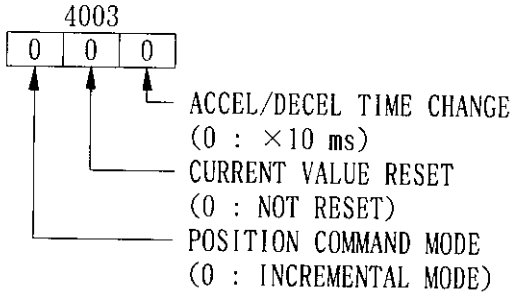 4003
0 0 0
ACCEL/DECEL TIME CHANGE
(0 : ×10 ms)
CURRENT VALUE RESET
(0 : NOT RESET)
POSITION COMMAND MODE
(0 : INCREMENTAL MODE)